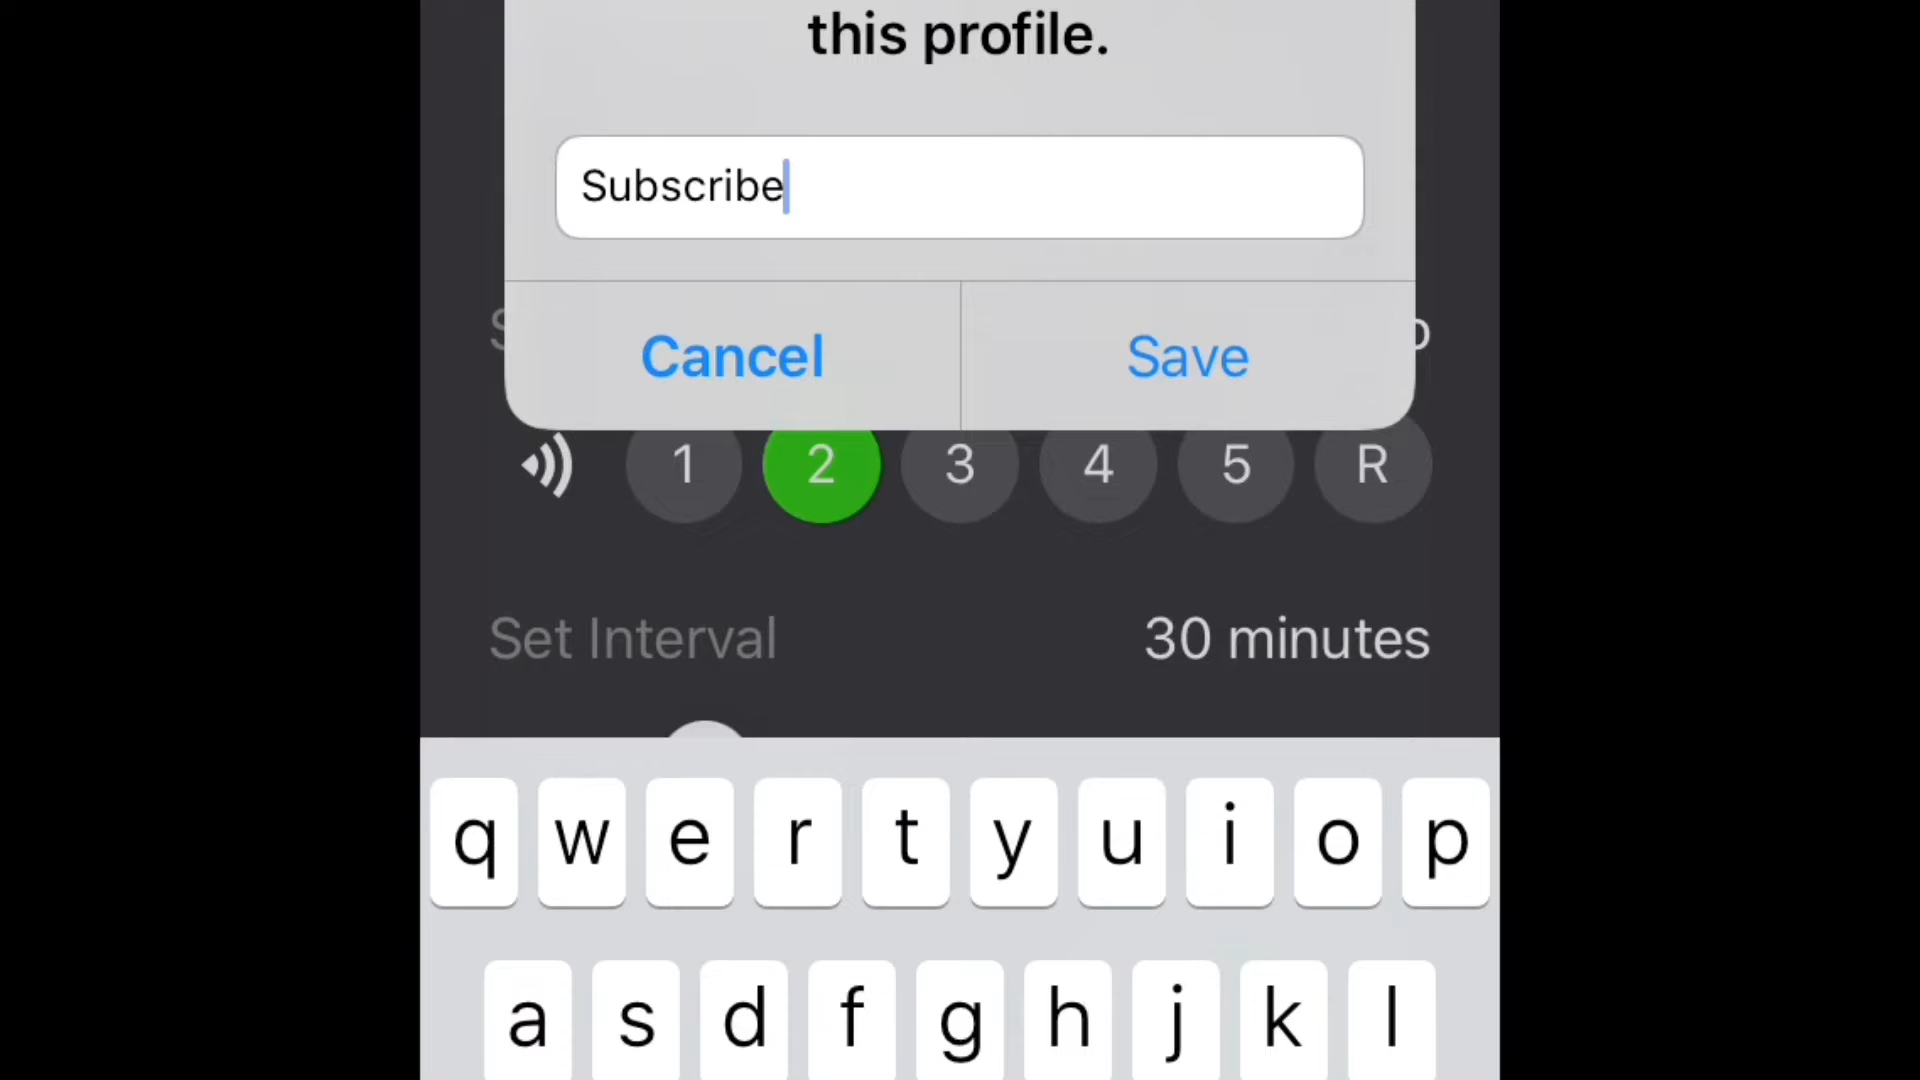 this profile.
Subscribe
Cancel Save
1 2 3 4 5 R
Set Interval 30 minutes
q w e r t y u i o p
a s d f g h j k l